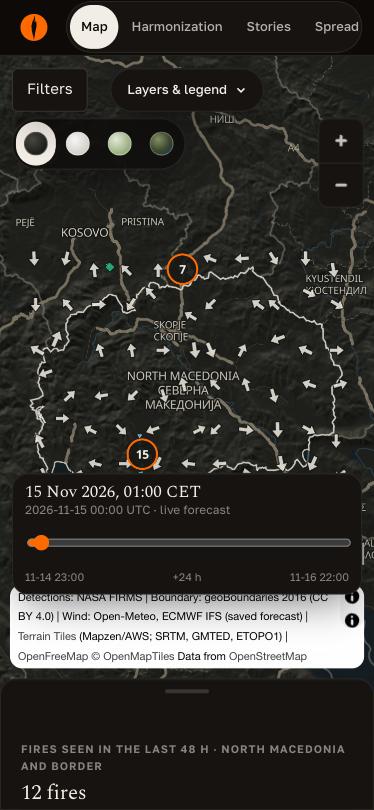 Map Harmonization Stories Spread
Filters
Layers & legend
НИШ
A4
+
−
PEJË
PRISTINA
KOSOVO
7
KYUSTENDIL
КЮСТЕНДИЛ
SKOPJE
СКОПЈЕ
NORTH MACEDONIA
СЕВЕРНА
МАКЕДОНИЈА
15
15 Nov 2026, 01:00 CET
2026-11-15 00:00 UTC · live forecast
11-14 23:00 +24 h 11-16 22:00
Detections: NASA FIRMS | Boundary: geoBoundaries 2016 (CC
BY 4.0) | Wind: Open-Meteo, ECMWF IFS (saved forecast) |
Terrain Tiles (Mapzen/AWS; SRTM, GMTED, ETOPO1) |
OpenFreeMap © OpenMapTiles Data from OpenStreetMap
FIRES SEEN IN THE LAST 48 H · NORTH MACEDONIA
AND BORDER
12 fires